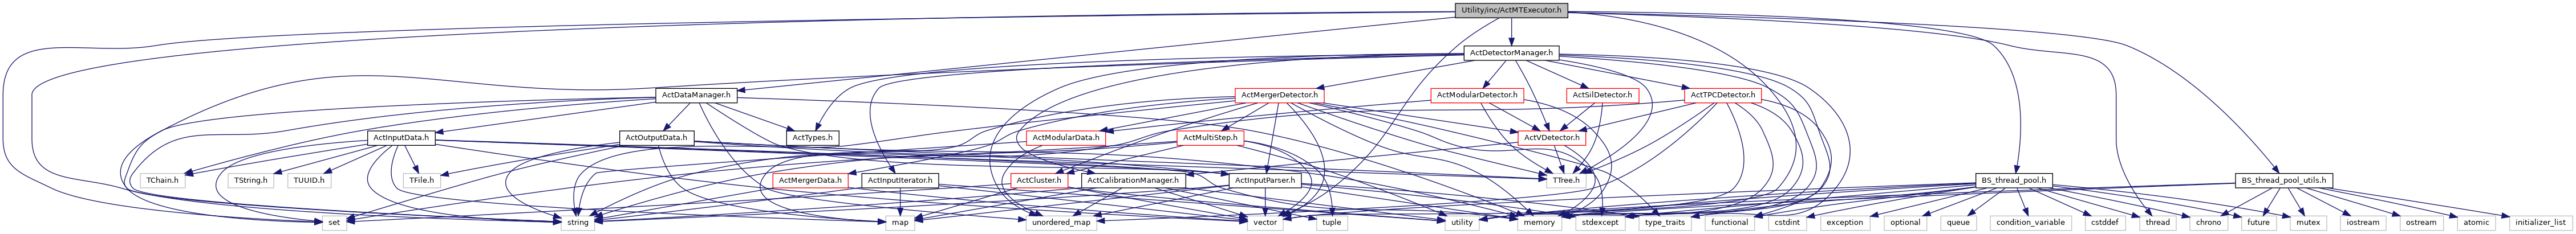 Utility/inc/ActMTExecutor.h
ActDetectorManager.h
ActDataManager.h
ActMergerDetector.h
ActModularDetector.h
ActSilDetector.h
ActTPCDetector.h
ActInputData.h
ActOutputData.h
ActTypes.h
ActModularData.h
ActMultiStep.h
ActVDetector.h
TChain.h
TString.h
TUUID.h
TFile.h
ActMergerData.h
ActInputIterator.h
ActCluster.h
ActCalibrationManager.h
ActInputParser.h
TTree.h
BS_thread_pool.h
BS_thread_pool_utils.h
set
string
map
unordered_map
vector
tuple
utility
memory
stdexcept
type_traits
functional
cstdint
exception
optional
queue
condition_variable
cstddef
thread
chrono
future
mutex
iostream
ostream
atomic
initializer_list